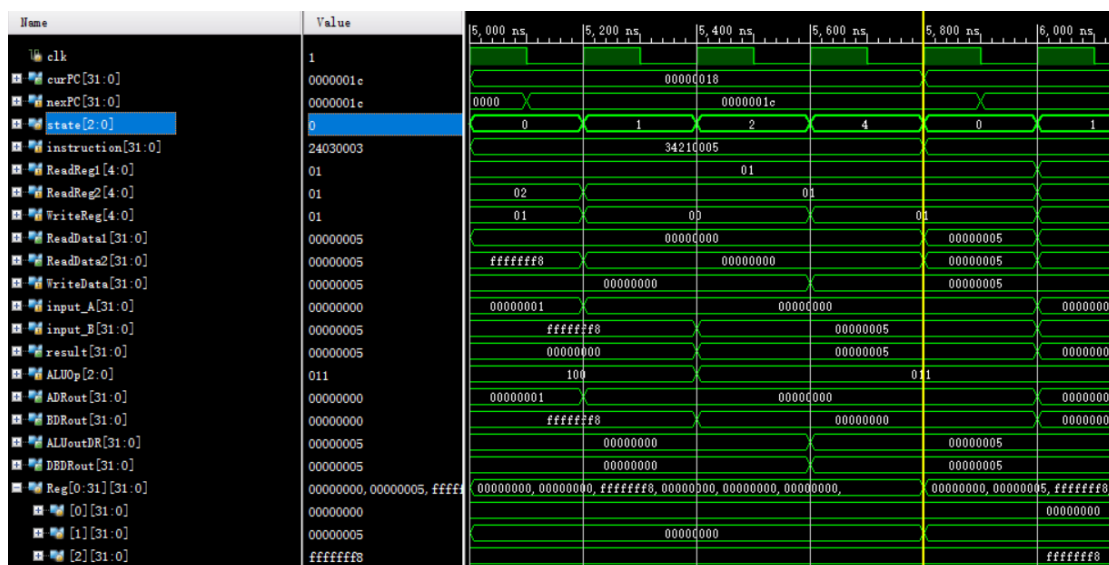 Name Value 5,000 ns 5,200 ns 5,400 ns 5,600 ns 5,800 ns 6,000 ns
clk 1
curPC[31:0] 0000001c 00000018
nexPC[31:0] 0000001c 0000 0000001c
state[2:0] 0 0 1 2 4 0 1
instruction[31:0] 24030003 34210005
ReadReg1[4:0] 01 01
ReadReg2[4:0] 01 02 01
WriteReg[4:0] 01 01 00 01
ReadData1[31:0] 00000005 00000000 00000005
ReadData2[31:0] 00000005 fffffff8 00000000 00000005
WriteData[31:0] 00000005 00000000 00000005
input_A[31:0] 00000000 00000001 00000000 0000000
input_B[31:0] 00000005 fffffff8 00000005
result[31:0] 00000005 00000000 00000005 0000000
ALUOp[2:0] 011 100 011
ADRout[31:0] 00000000 00000001 00000000 0000000
BDRout[31:0] 00000000 fffffff8 00000000 0000000
ALUoutDR[31:0] 00000005 00000000 00000005
DBDRout[31:0] 00000005 00000000 00000005
Reg[0:31][31:0] 00000000, 00000005, fffff 00000000, 00000000, fffffff8, 00000000, 00000000, 00000000, 00000000, 00000005, fffffff8
[0][31:0] 00000000 00000000
[1][31:0] 00000005 00000000
[2][31:0] fffffff8 fffffff8